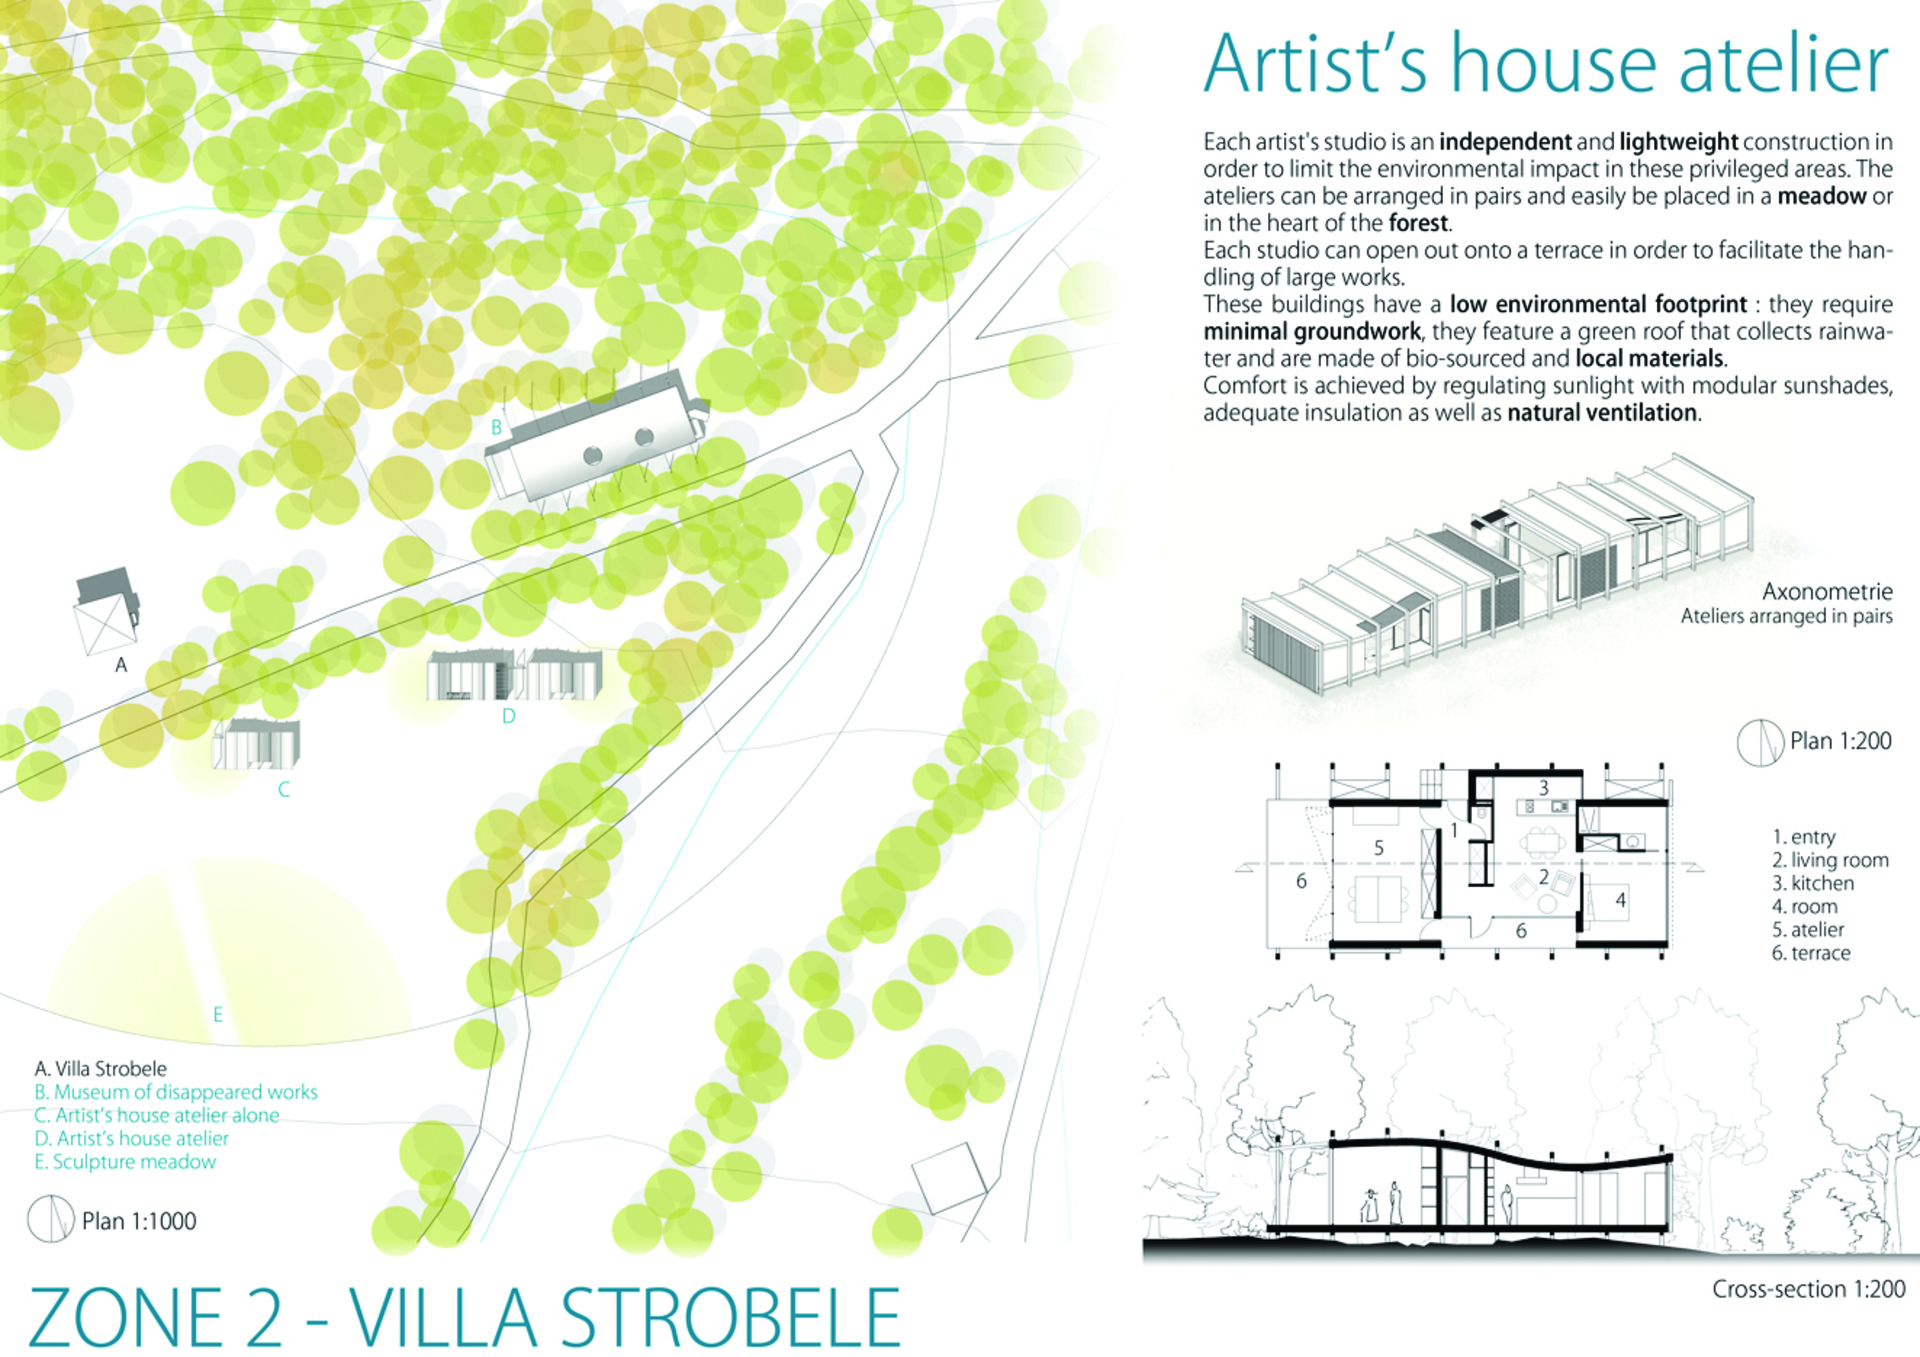 Artist's house atelier
Each artist's studio is an independent and lightweight construction in
order to limit the environmental impact in these privileged areas. The
ateliers can be arranged in pairs and easily be placed in a meadow or
in the heart of the forest.
Each studio can open out onto a terrace in order to facilitate the han-
dling of large works.
These buildings have a low environmental footprint : they require
minimal groundwork, they feature a green roof that collects rainwa-
ter and are made of bio-sourced and local materials.
Comfort is achieved by regulating sunlight with modular sunshades,
adequate insulation as well as natural ventilation.
B
A
D
C
E
A. Villa Strobele
B. Museum of disappeared works
C. Artist's house atelier alone
D. Artist's house atelier
E. Sculpture meadow
Plan 1:1000
ZONE 2 - VILLA STROBELE
Axonometrie
Ateliers arranged in pairs
Plan 1:200
3
1
5
2
6
4
6
1. entry
2. living room
3. kitchen
4. room
5. atelier
6. terrace
Cross-section 1:200